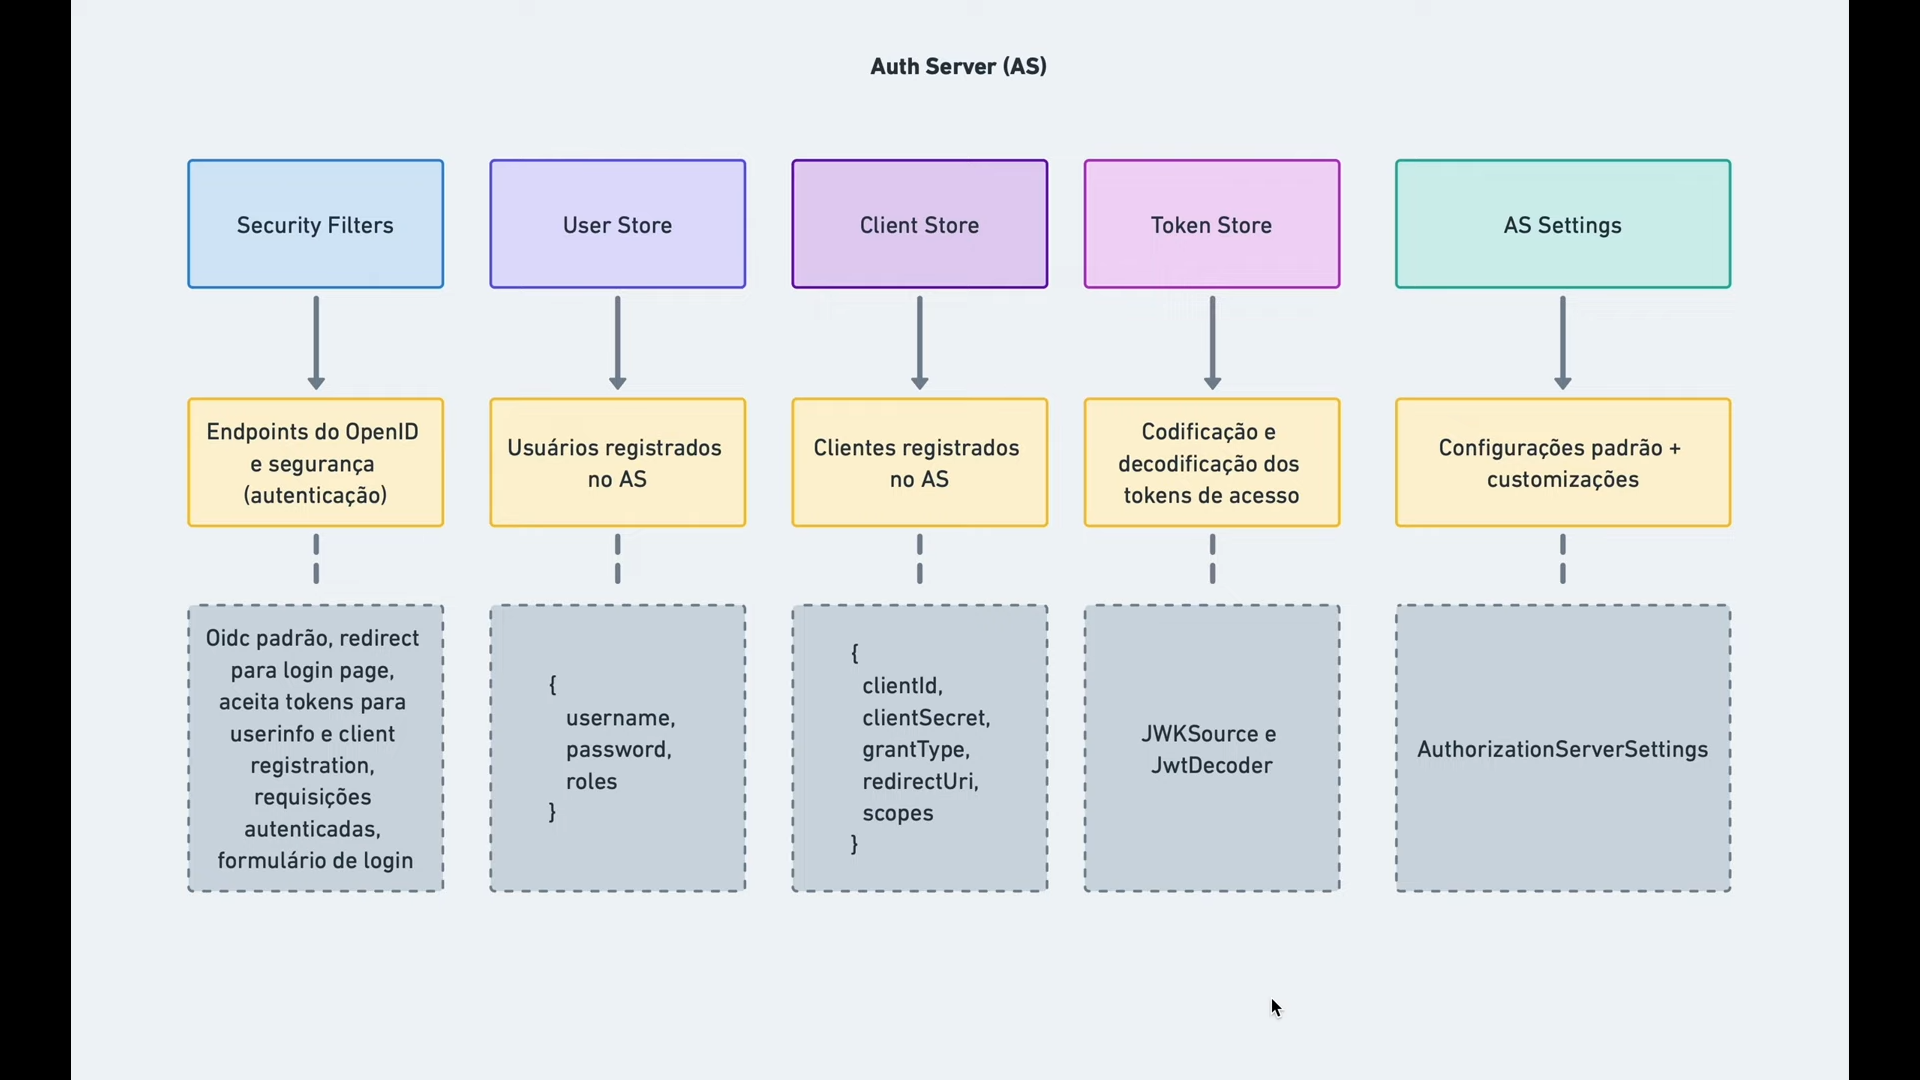 Auth Server (AS)
Security Filters
User Store
Client Store
Token Store
AS Settings
Endpoints do OpenID
e segurança
(autenticação)
Usuários registrados
no AS
Clientes registrados
no AS
Codificação e
decodificação dos
tokens de acesso
Configurações padrão +
customizações
Oidc padrão, redirect
para login page,
aceita tokens para
userinfo e client
registration,
requisições
autenticadas,
formulário de login
{
username,
password,
roles
}
{
clientId,
clientSecret,
grantType,
redirectUri,
scopes
}
JWKSource e
JwtDecoder
AuthorizationServerSettings